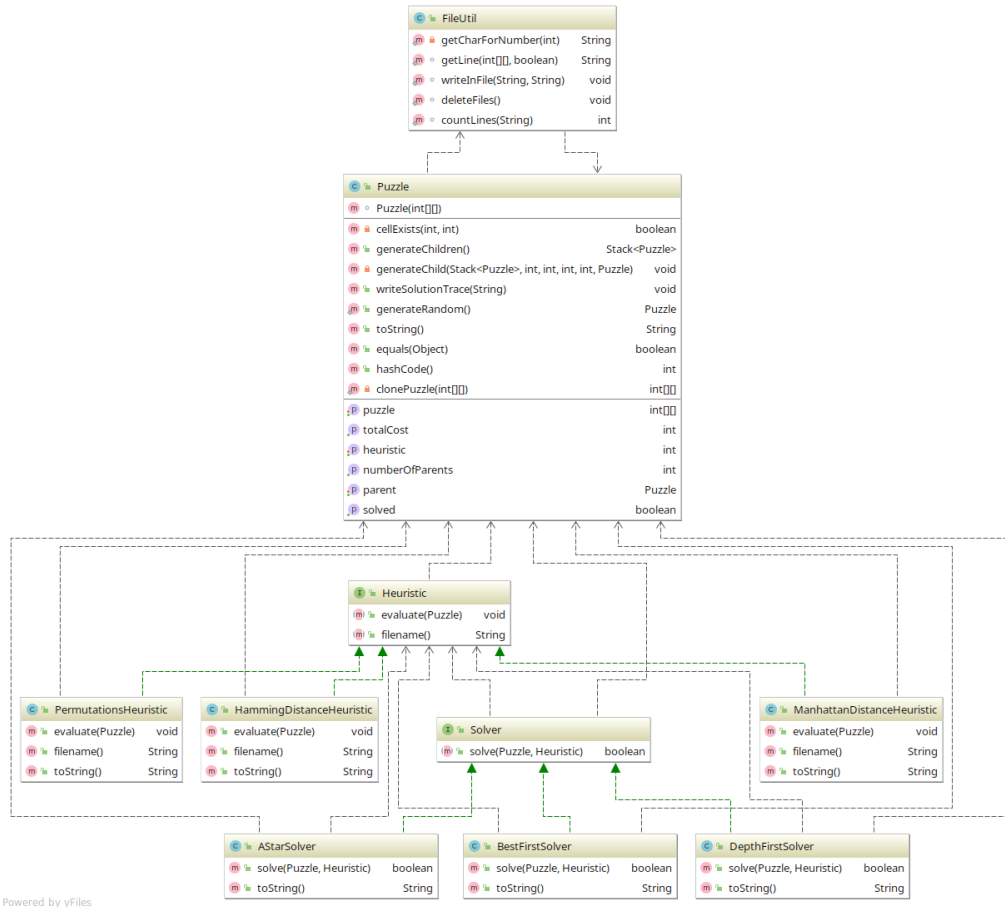 FileUtil
getCharForNumber(int) String
getLine(int[][], boolean) String
writeInFile(String, String) void
deleteFiles() void
countLines(String) int
Puzzle
Puzzle(int[][])
cellExists(int, int) boolean
generateChildren() Stack<Puzzle>
generateChild(Stack<Puzzle>, int, int, int, int, Puzzle) void
writeSolutionTrace(String) void
generateRandom() Puzzle
toString() String
equals(Object) boolean
hashCode() int
clonePuzzle(int[][]) int[][]
puzzle int[][]
totalCost int
heuristic int
numberOfParents int
parent Puzzle
solved boolean
Heuristic
evaluate(Puzzle) void
filename() String
PermutationsHeuristic
evaluate(Puzzle) void
filename() String
toString() String
HammingDistanceHeuristic
evaluate(Puzzle) void
filename() String
toString() String
Solver
solve(Puzzle, Heuristic) boolean
ManhattanDistanceHeuristic
evaluate(Puzzle) void
filename() String
toString() String
AStarSolver
solve(Puzzle, Heuristic) boolean
toString() String
BestFirstSolver
solve(Puzzle, Heuristic) boolean
toString() String
DepthFirstSolver
solve(Puzzle, Heuristic) boolean
toString() String
Powered by yFiles